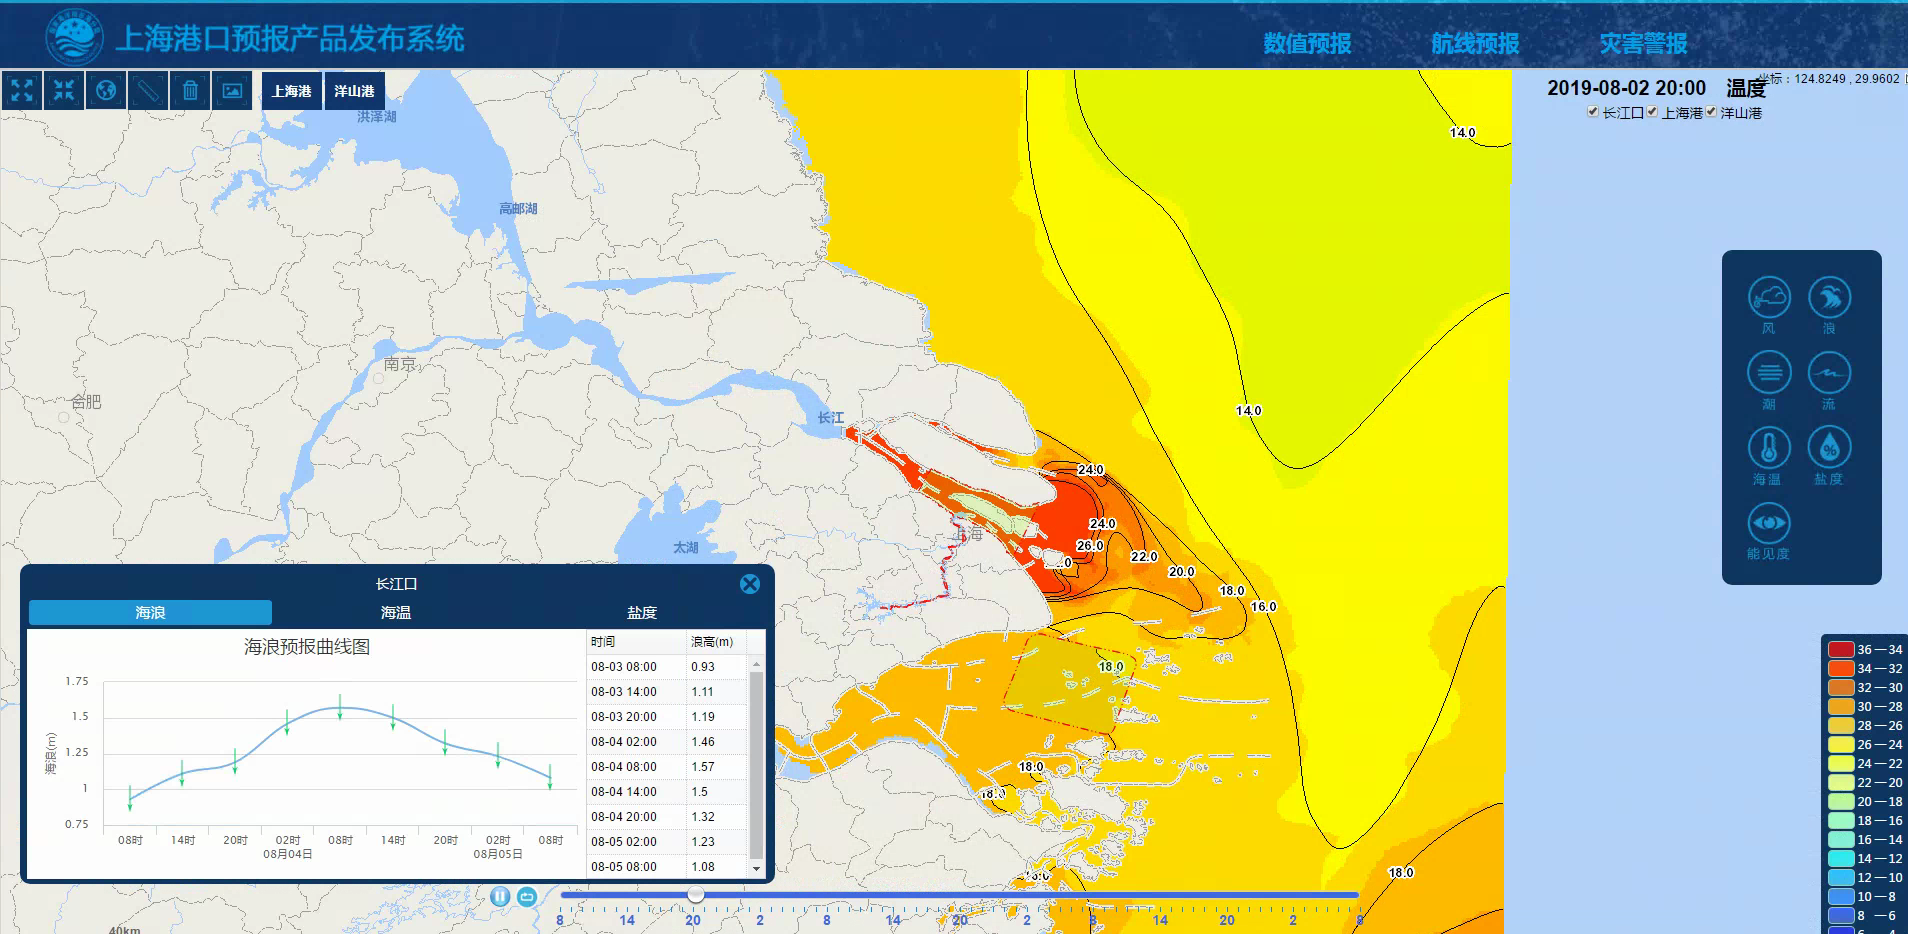 上海港口预报产品发布系统
数值预报 航线预报 灾害警报
上海港 洋山港
2019-08-02 20:00 温度
坐标：124.8249 , 29.9602
长江口 上海港 洋山港
洪泽湖
高邮湖
南京
合肥
长江
太湖
上海
14.0
14.0
24.0
24.0
26.0
22.0
20.0
18.0
16.0
18.0
18.0
18.0
18.0
风 浪
潮 流
海温 盐度
能见度
长江口
海浪 海温 盐度
海浪预报曲线图
海浪(m)
1.75
1.5
1.25
1
0.75
08时 14时 20时 02时 08时 14时 20时 02时 08时
08月04日 08月05日
时间 浪高(m)
08-03 08:00 0.93
08-03 14:00 1.11
08-03 20:00 1.19
08-04 02:00 1.46
08-04 08:00 1.57
08-04 14:00 1.5
08-04 20:00 1.32
08-05 02:00 1.23
08-05 08:00 1.08
36－34
34－32
32－30
30－28
28－26
26－24
24－22
22－20
20－18
18－16
16－14
14－12
12－10
10－8
8 －6
8 14 20 2 8 14 20 2 8 14 20 2 8
40km